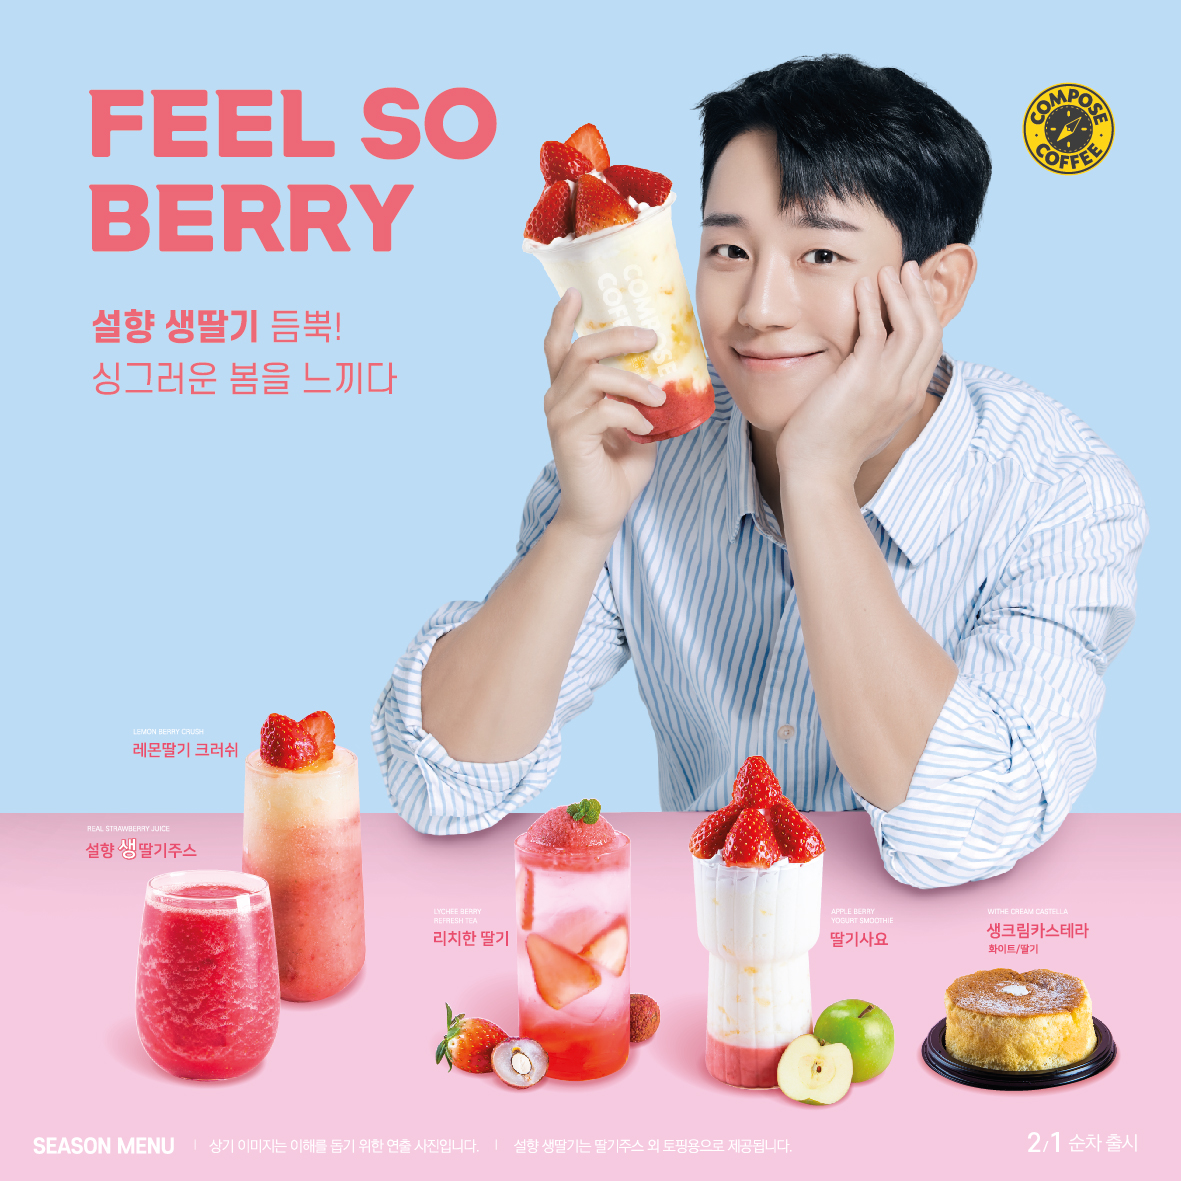 FEEL SO
BERRY
설향 생딸기 듬뿍!
싱그러운 봄을 느끼다
COMPOSE
COFFEE
COMPOSE
COFFEE
LEMON BERRY CRUSH
레몬딸기 크러쉬
REAL STRAWBERRY JUICE
설향 생딸기주스
LYCHEE BERRY
REFRESH TEA
리치한 딸기
APPLE BERRY
YOGURT SMOOTHIE
딸기사요
WITHE CREAM CASTELLA
생크림카스테라
화이트/딸기
SEASON MENU | 상기 이미지는 이해를 돕기 위한 연출 사진입니다. | 설향 생딸기는 딸기주스 외 토핑용으로 제공됩니다.
2/1 순차 출시